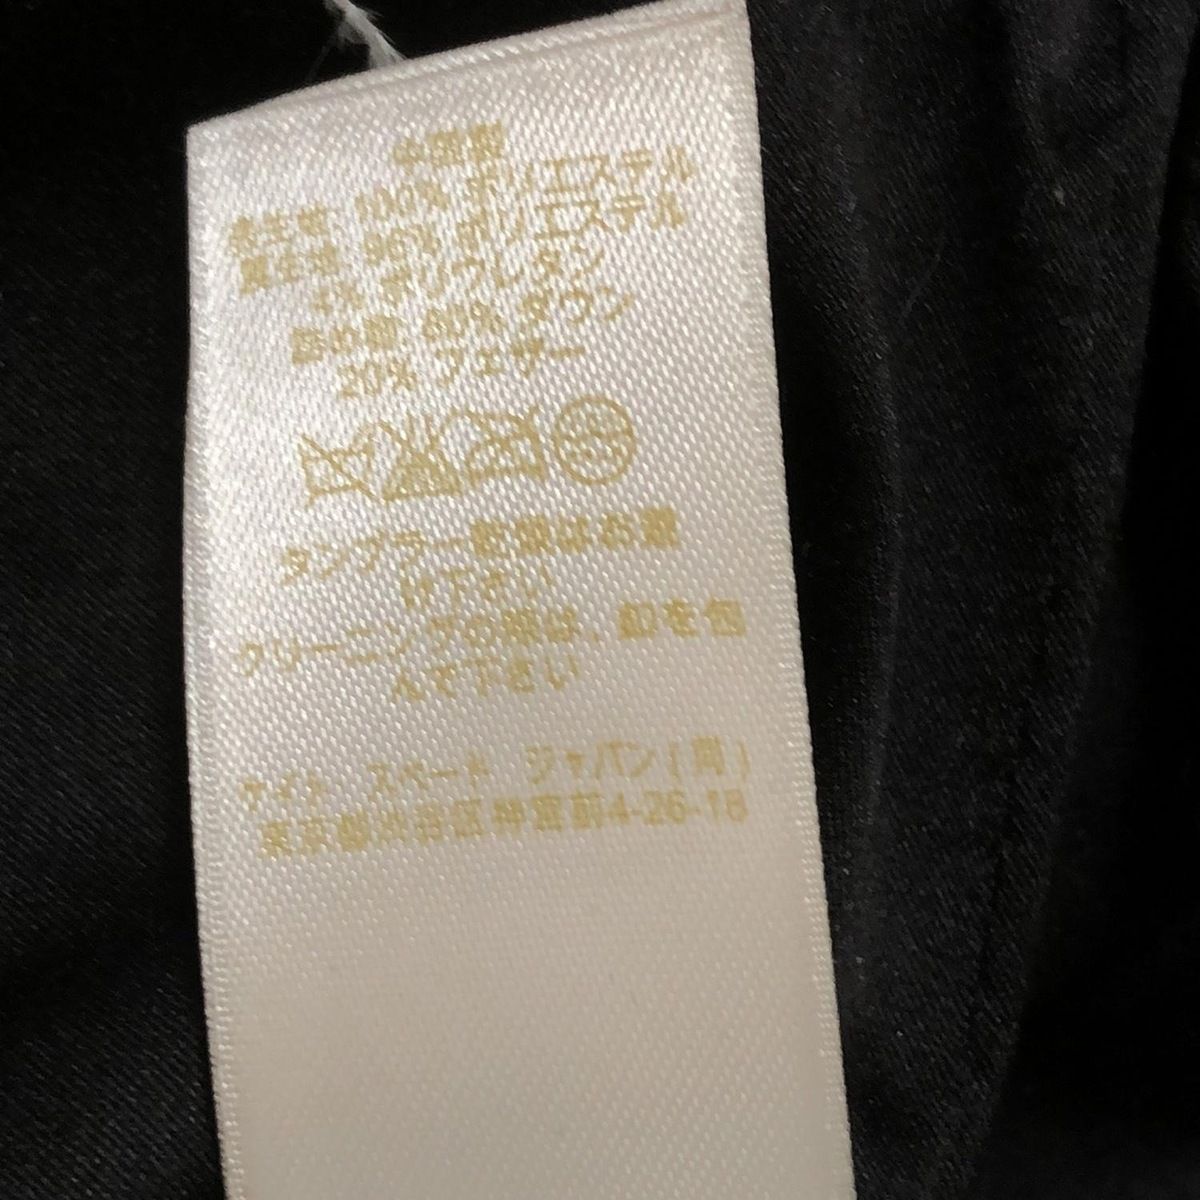 中国製
表生地 100% ポリエステル
裏生地 96% ポリエステル
4% ポリウレタン
詰め物 80% ダウン
20% フェザー
タンブラー乾燥はお避
け下さい
クリーニングの際は、釦を包
んで下さい
ケイト スペード ジャパン(同)
東京都渋谷区神宮前4-26-18